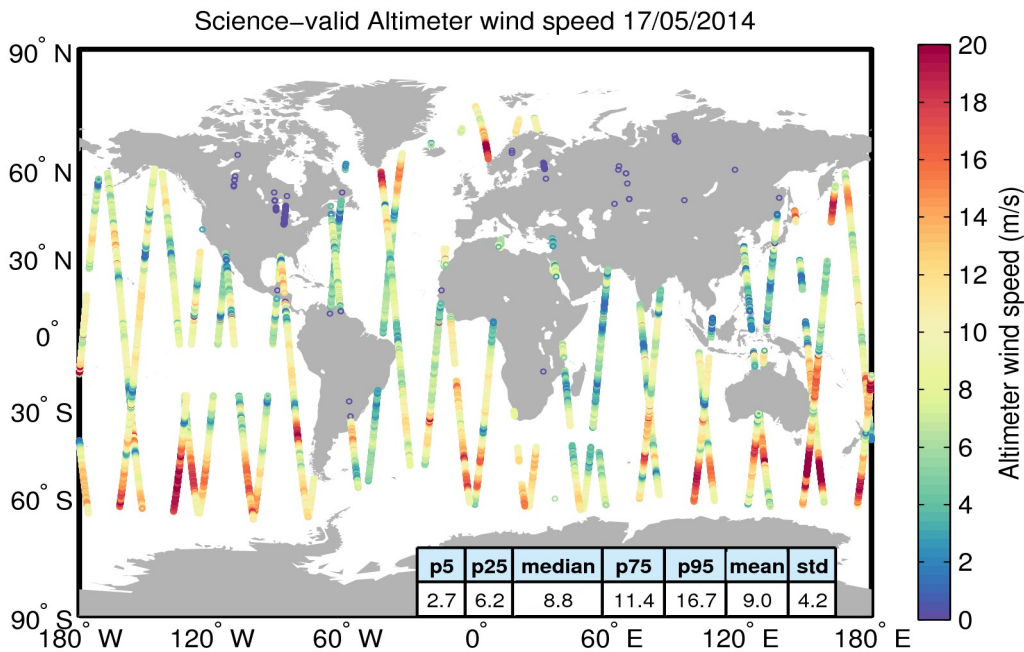 Science−valid Altimeter wind speed 17/05/2014
90° N
60° N
30° N
0°
30° S
60° S
90° S
180° W
120° W
60° W
0°
60° E
120° E
180° E
p5 p25 median p75 p95 mean std
2.7 6.2 8.8 11.4 16.7 9.0 4.2
20
18
16
14
12
10
8
6
4
2
0
Altimeter wind speed (m/s)